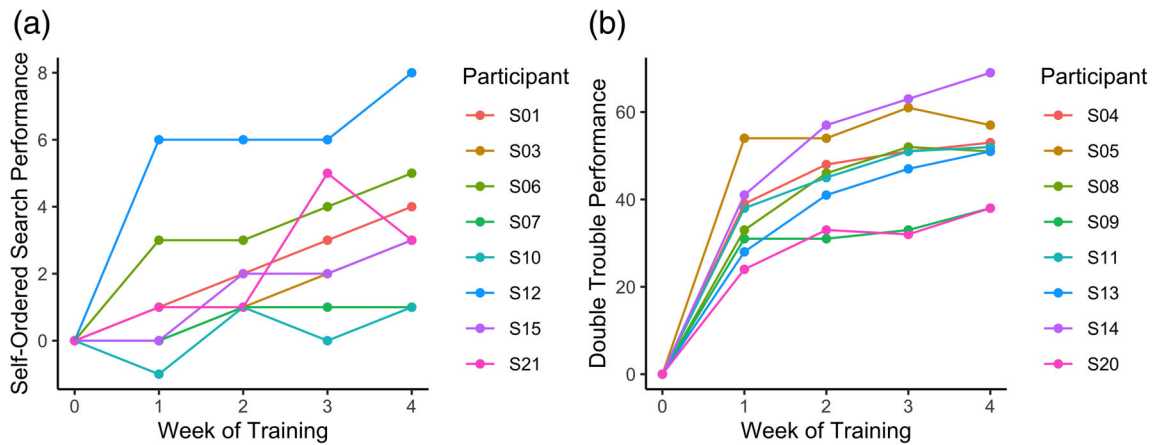 (a)
Self-Ordered Search Performance
8
6
4
2
0
0 1 2 3 4
Week of Training
Participant
S01
S03
S06
S07
S10
S12
S15
S21
(b)
Double Trouble Performance
60
40
20
0
0 1 2 3 4
Week of Training
Participant
S04
S05
S08
S09
S11
S13
S14
S20